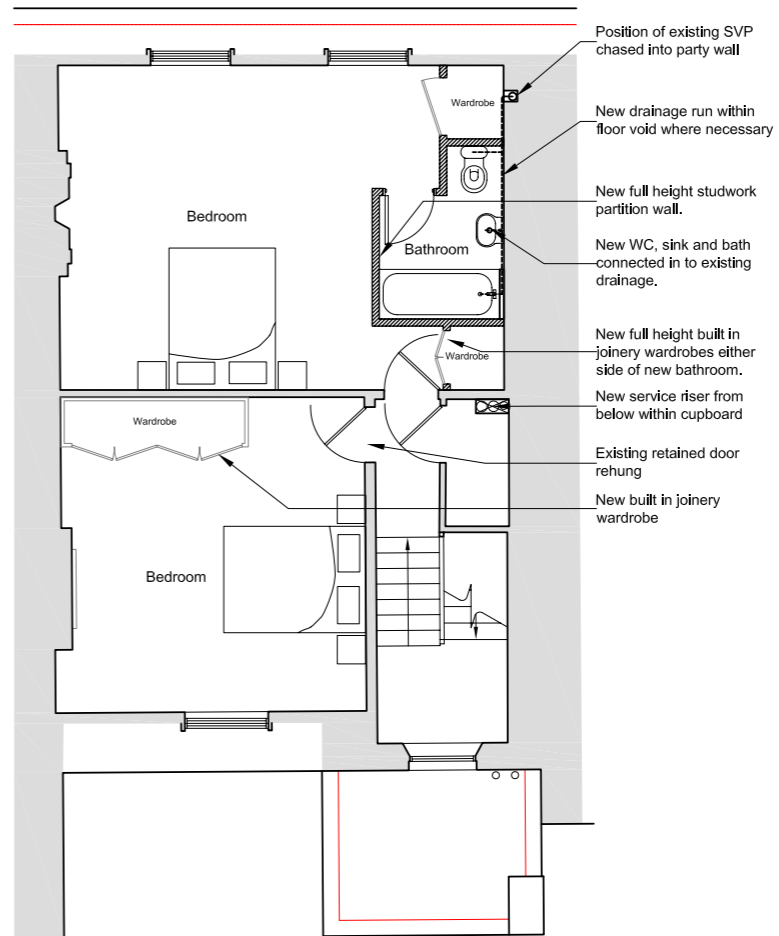 Position of existing SVP
chased into party wall
Wardrobe
New drainage run within
floor void where necessary
New full height studwork
partition wall.
Bedroom
Bathroom
New WC, sink and bath
connected in to existing
drainage.
New full height built in
joinery wardrobes either
side of new bathroom.
Wardrobe
New service riser from
below within cupboard
Wardrobe
Existing retained door
rehung
New built in joinery
wardrobe
Bedroom